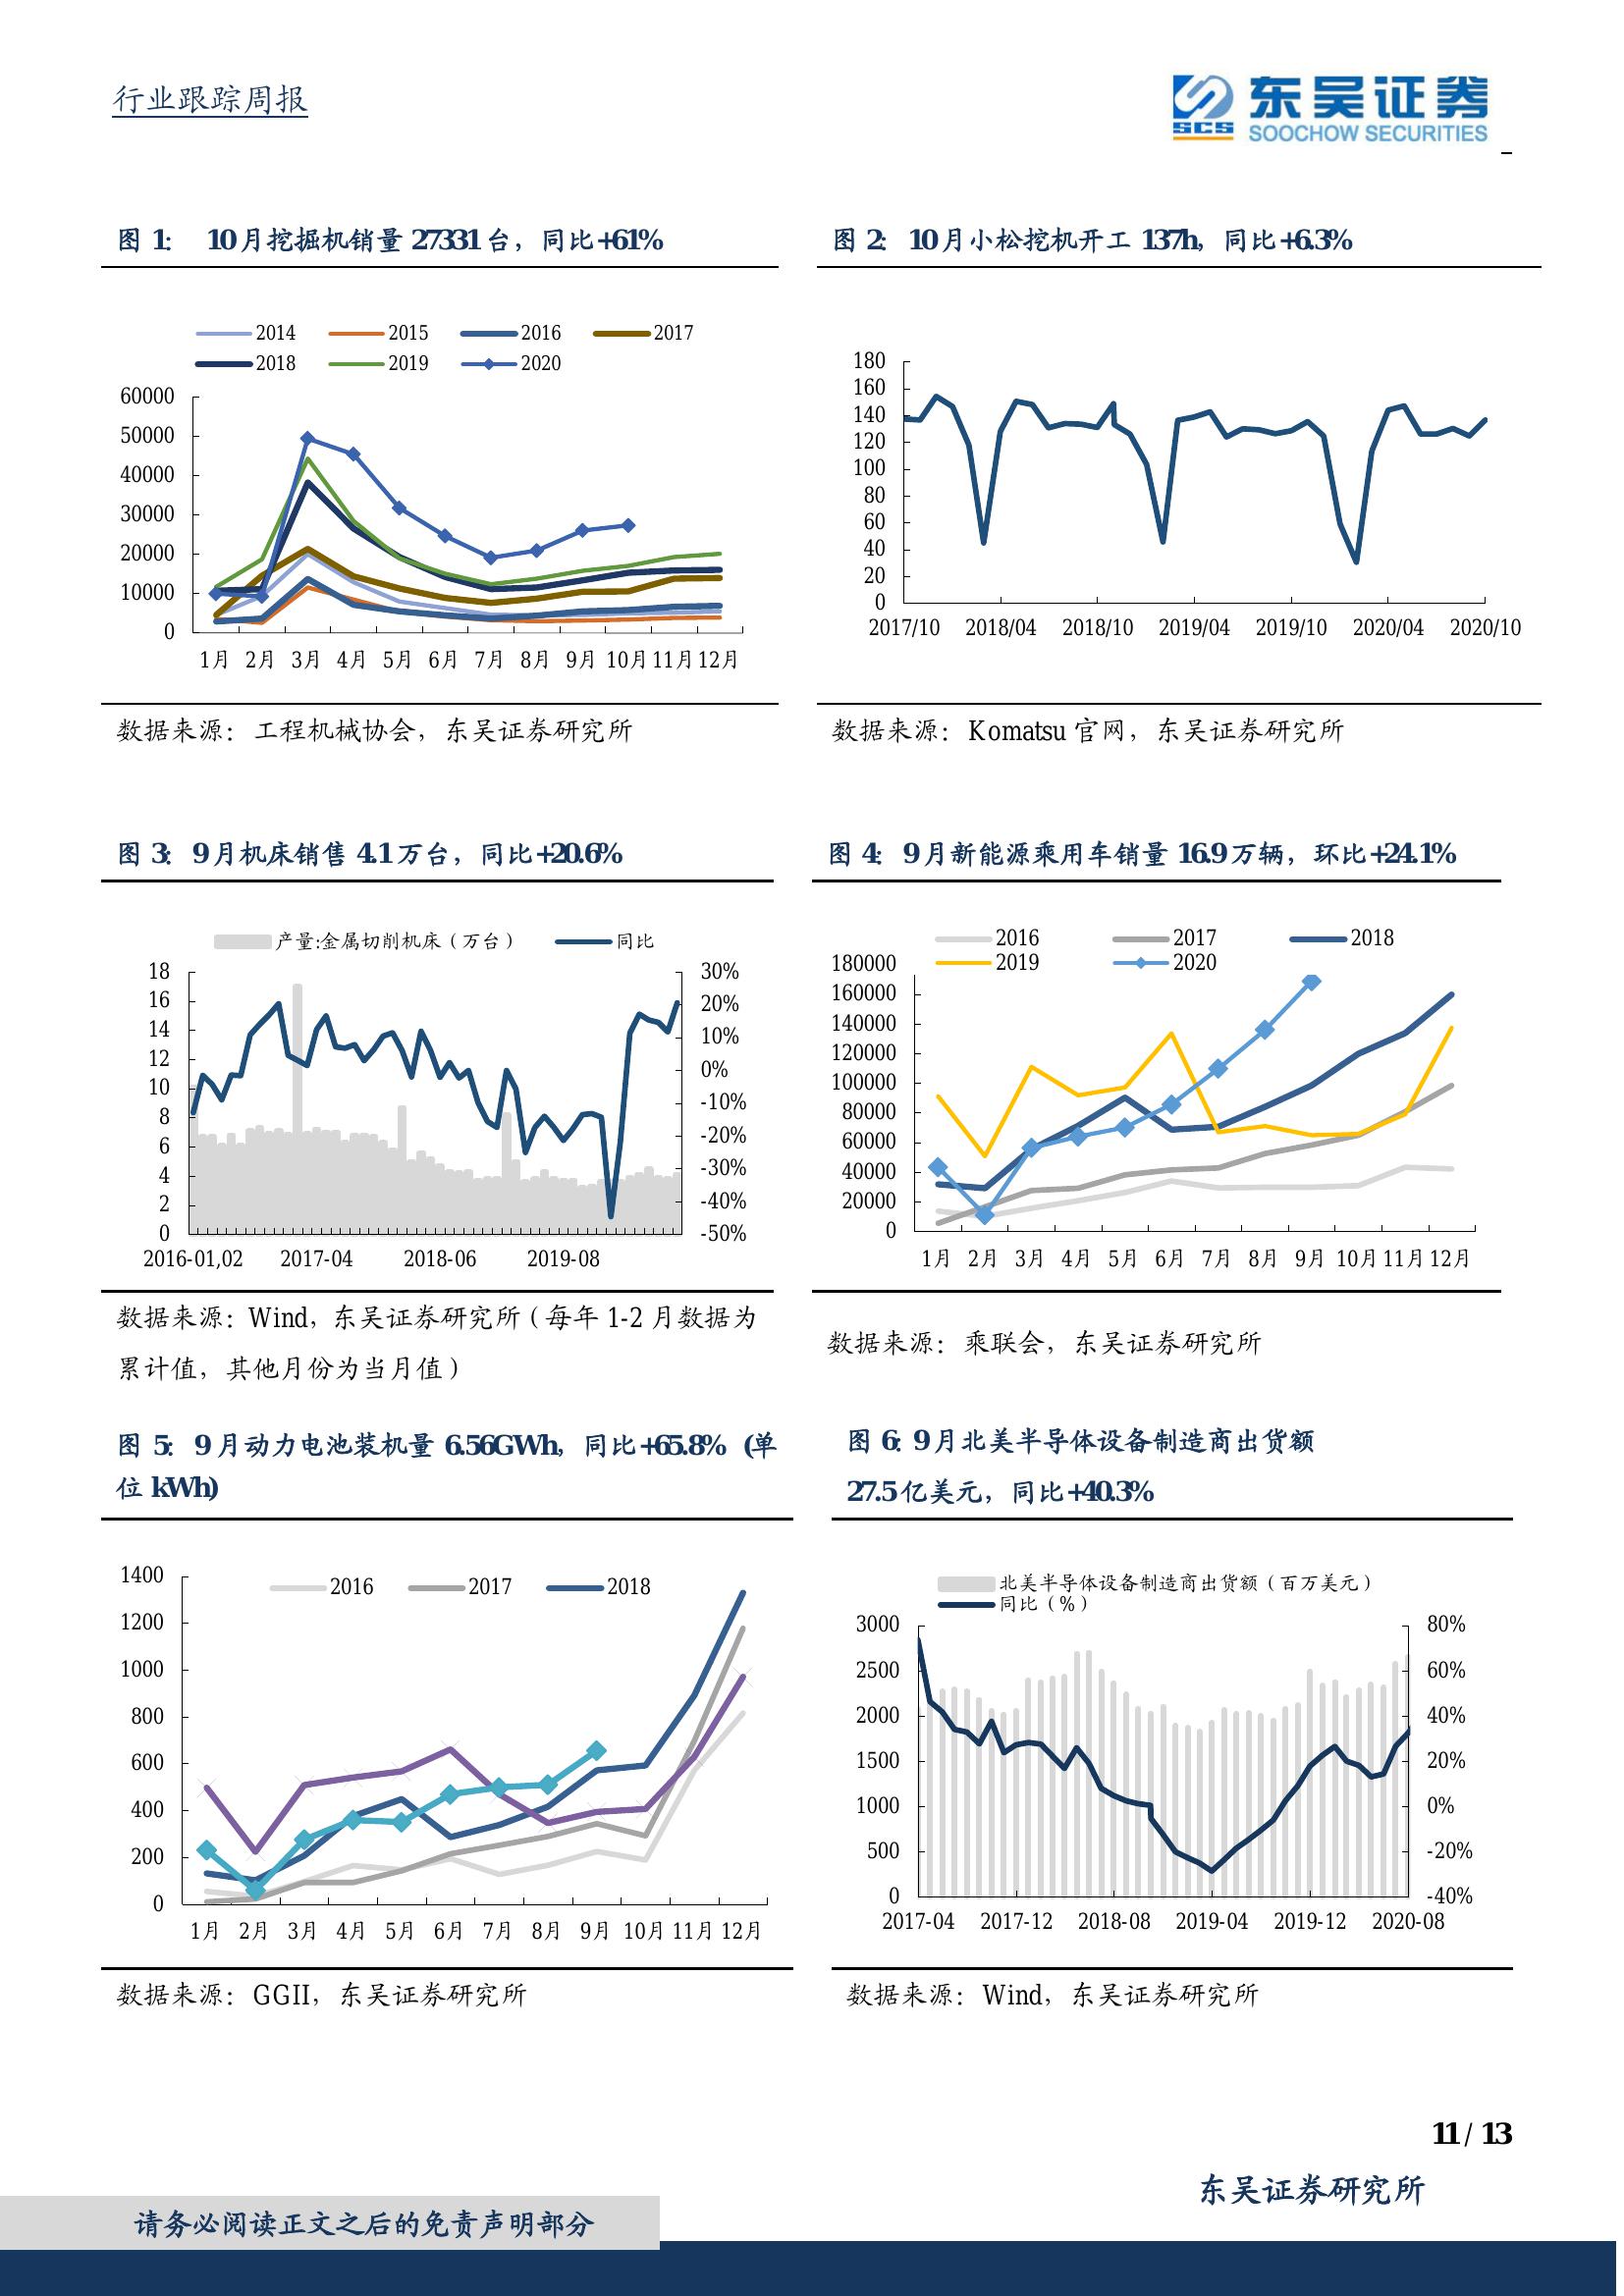 行业跟踪周报
SCS 东吴证券
SOOCHOW SECURITIES
图 1： 10 月挖掘机销量 27331 台，同比+61%
2014 2015 2016 2017
2018 2019 2020
60000
50000
40000
30000
20000
10000
0
1月 2月 3月 4月 5月 6月 7月 8月 9月 10月 11月 12月
数据来源：工程机械协会，东吴证券研究所
图 2： 10 月小松挖机开工 137h，同比+6.3%
180
160
140
120
100
80
60
40
20
0
2017/10 2018/04 2018/10 2019/04 2019/10 2020/04 2020/10
数据来源：Komatsu 官网，东吴证券研究所
图 3： 9 月机床销售 4.1 万台，同比+20.6%
产量:金属切削机床（万台） 同比
18
16
14
12
10
8
6
4
2
0
30%
20%
10%
0%
-10%
-20%
-30%
-40%
-50%
2016-01,02 2017-04 2018-06 2019-08
数据来源：Wind，东吴证券研究所（每年 1-2 月数据为
累计值，其他月份为当月值）
图 4： 9 月新能源乘用车销量 16.9 万辆，环比+24.1%
2016 2017 2018
2019 2020
180000
160000
140000
120000
100000
80000
60000
40000
20000
0
1月 2月 3月 4月 5月 6月 7月 8月 9月 10月 11月 12月
数据来源：乘联会，东吴证券研究所
图 5： 9 月动力电池装机量 6.56GWh，同比+65.8% (单
位 kWh)
2016 2017 2018
1400
1200
1000
800
600
400
200
0
1月 2月 3月 4月 5月 6月 7月 8月 9月 10月 11月 12月
数据来源：GGII，东吴证券研究所
图 6: 9 月北美半导体设备制造商出货额
27.5 亿美元，同比+40.3%
北美半导体设备制造商出货额（百万美元）
同比（%）
3000
2500
2000
1500
1000
500
0
80%
60%
40%
20%
0%
-20%
-40%
2017-04 2017-12 2018-08 2019-04 2019-12 2020-08
数据来源：Wind，东吴证券研究所
11 / 13
东吴证券研究所
请务必阅读正文之后的免责声明部分